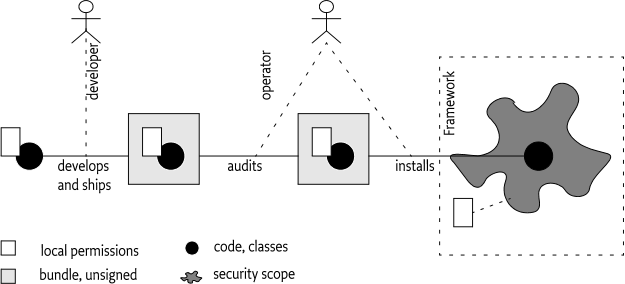 developer
operator
Framework
develops
and ships
audits
installs
local permissions
code, classes
bundle, unsigned
security scope